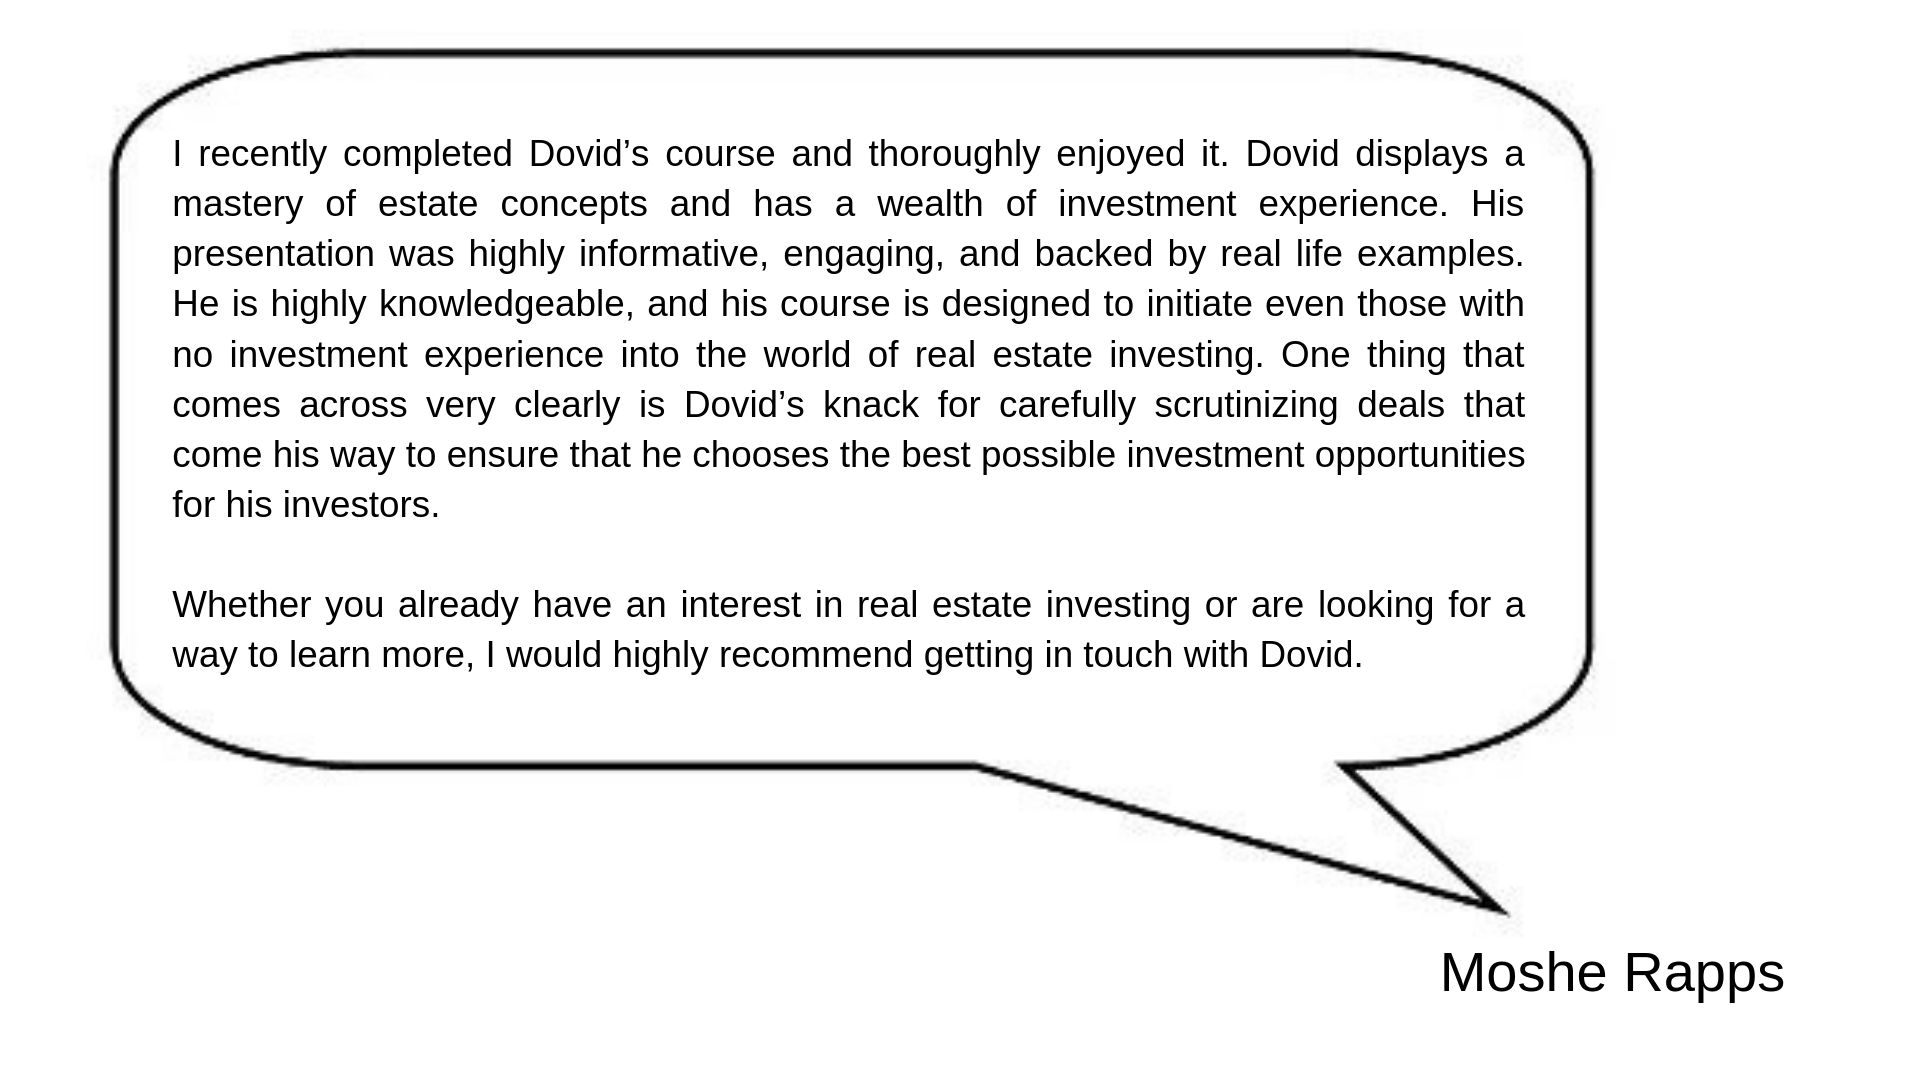 I recently completed Dovid’s course and thoroughly enjoyed it. Dovid displays a
mastery of estate concepts and has a wealth of investment experience. His
presentation was highly informative, engaging, and backed by real life examples.
He is highly knowledgeable, and his course is designed to initiate even those with
no investment experience into the world of real estate investing. One thing that
comes across very clearly is Dovid’s knack for carefully scrutinizing deals that
come his way to ensure that he chooses the best possible investment opportunities
for his investors.
Whether you already have an interest in real estate investing or are looking for a
way to learn more, I would highly recommend getting in touch with Dovid.
Moshe Rapps